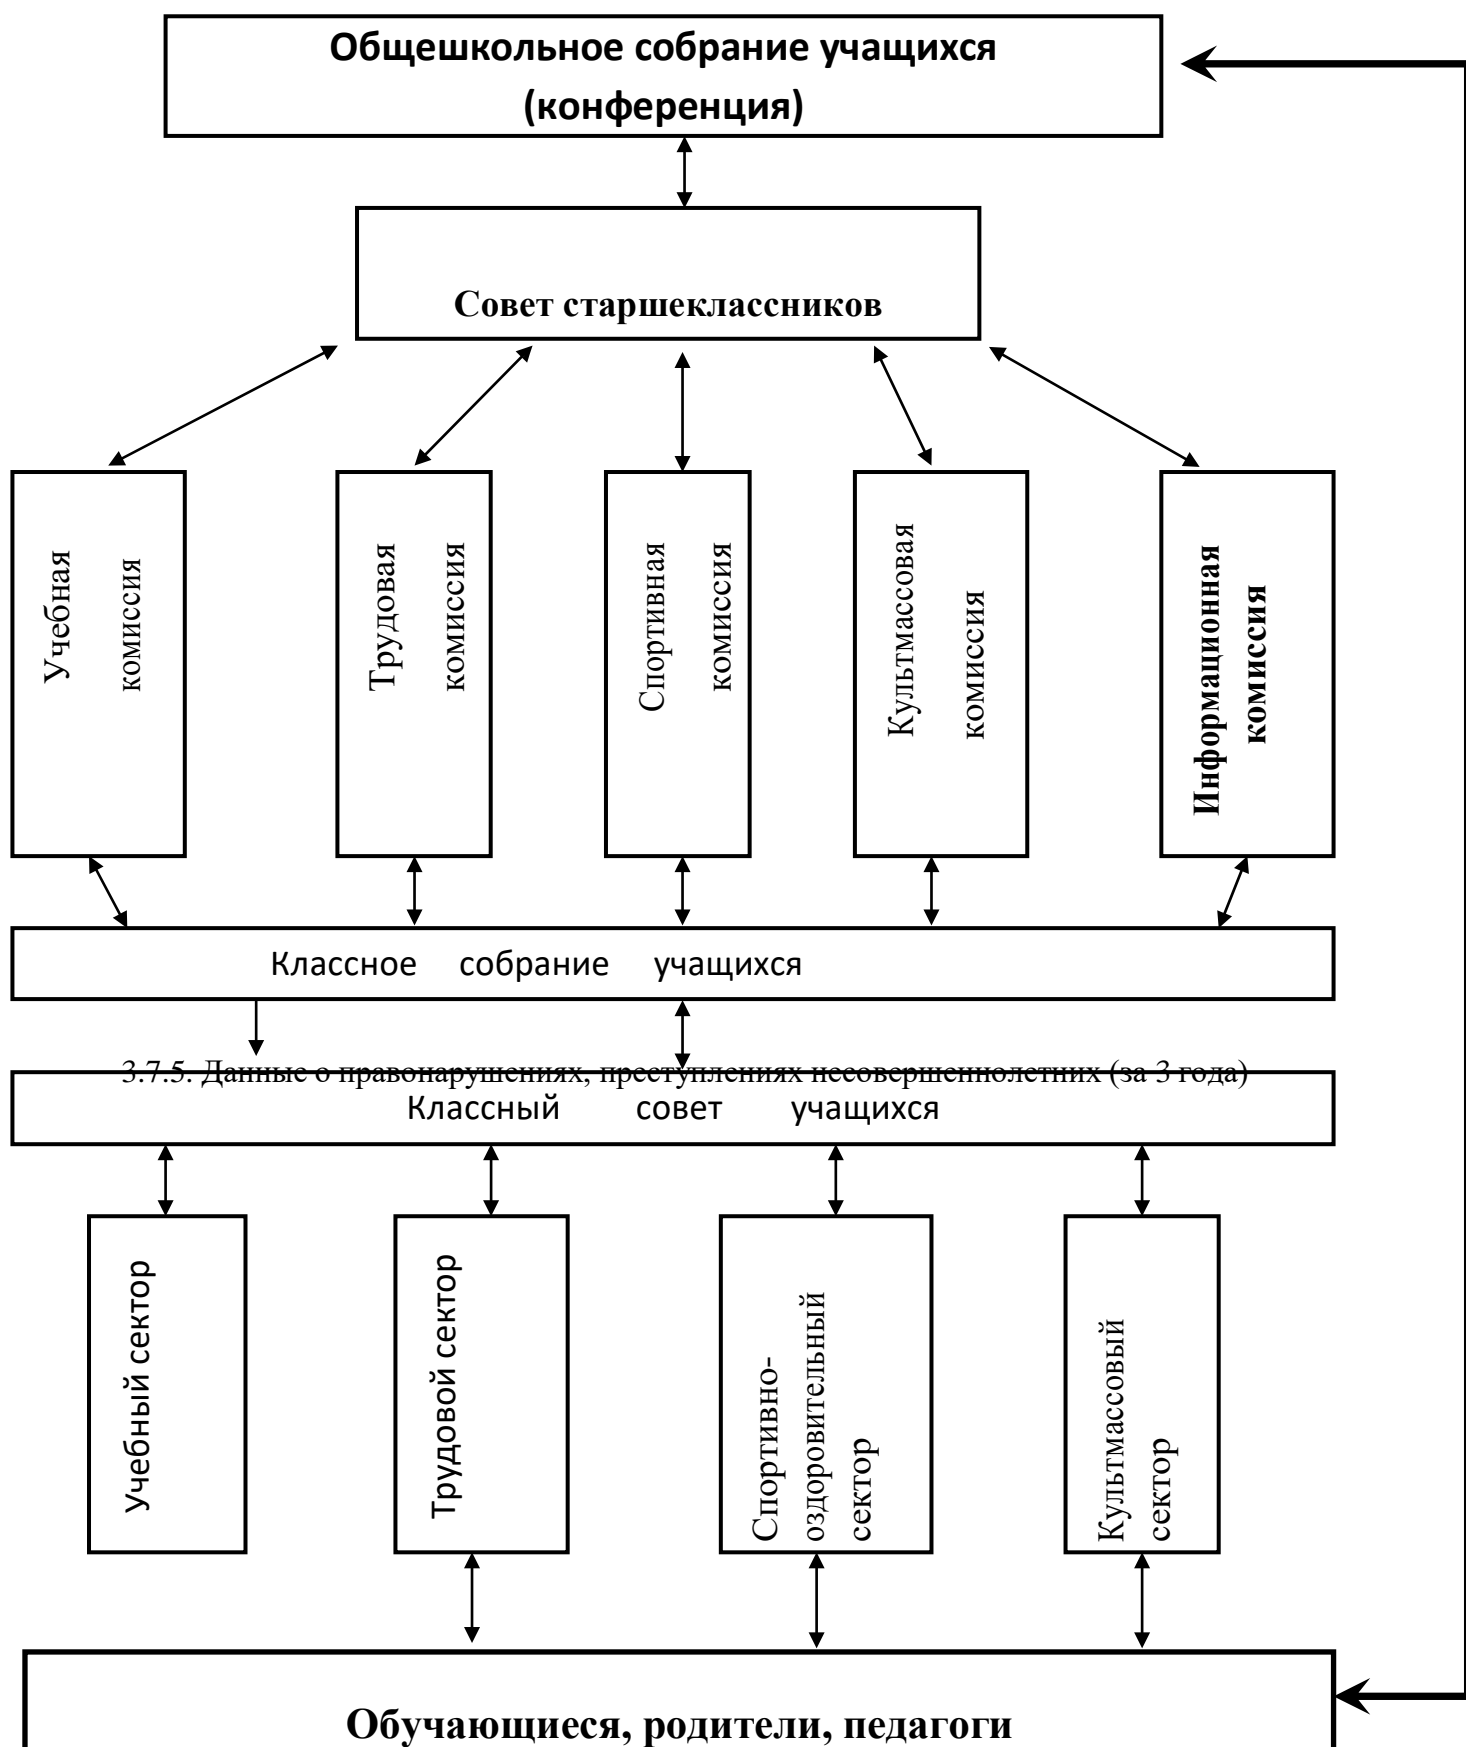 Общешкольное собрание учащихся
(конференция)
Совет старшеклассников
Учебная
комиссия
Трудовая
комиссия
Спортивная
комиссия
Культмассовая
комиссия
Информационная
комиссия
Классное собрание учащихся
3.7.5. Данные о правонарушениях, преступлениях несовершеннолетних (за 3 года)
Классный совет учащихся
Учебный сектор
Трудовой сектор
Спортивно-
оздоровительный
сектор
Культмассовый
сектор
Обучающиеся, родители, педагоги